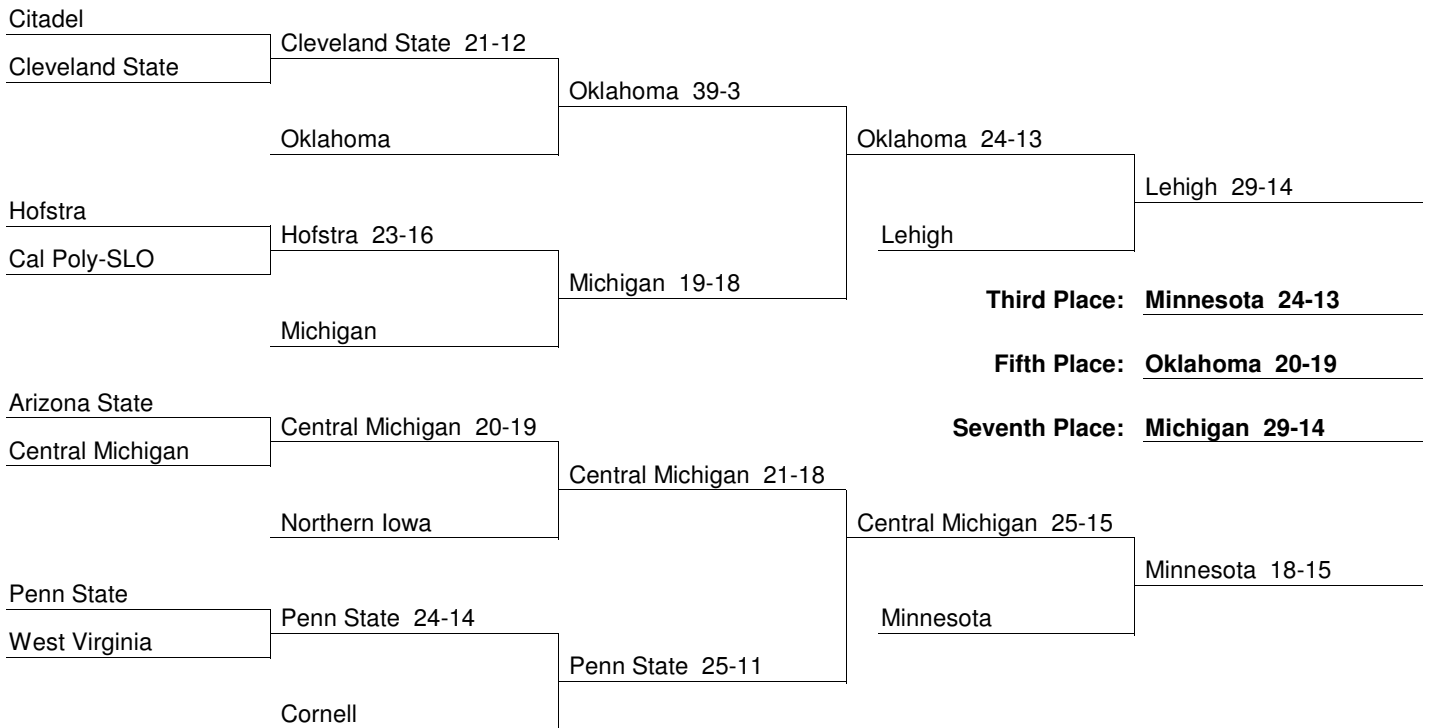 Citadel
Cleveland State 21-12
Cleveland State
Oklahoma 39-3
Oklahoma
Oklahoma 24-13
Lehigh 29-14
Hofstra
Hofstra 23-16
Lehigh
Cal Poly-SLO
Michigan 19-18
Third Place: Minnesota 24-13
Michigan
Fifth Place: Oklahoma 20-19
Arizona State
Central Michigan 20-19
Seventh Place: Michigan 29-14
Central Michigan
Central Michigan 21-18
Northern Iowa
Central Michigan 25-15
Minnesota 18-15
Penn State
Penn State 24-14
Minnesota
West Virginia
Penn State 25-11
Cornell